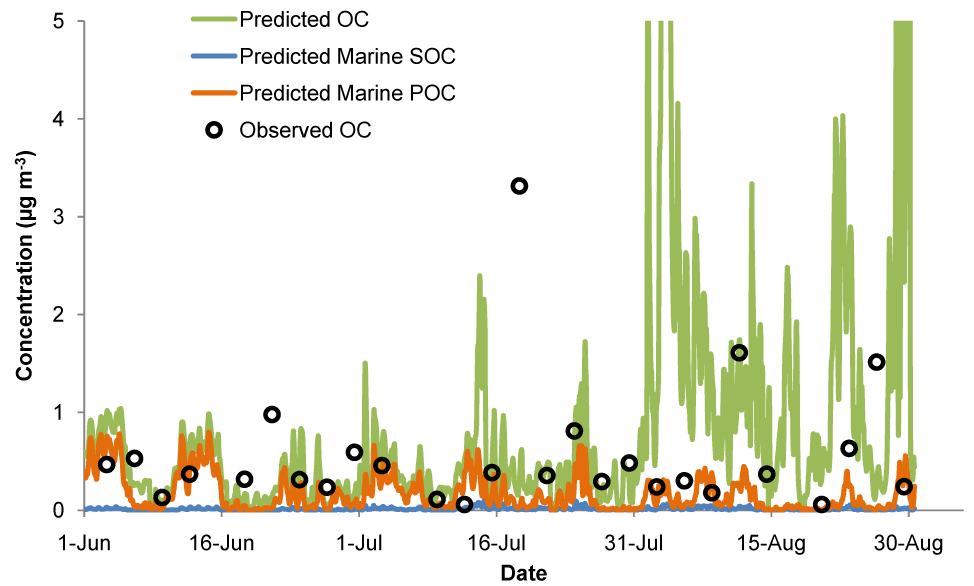 Predicted OC
Predicted Marine SOC
Predicted Marine POC
Observed OC
Concentration (µg m-3)
5
4
3
2
1
0
1-Jun 16-Jun 1-Jul 16-Jul 31-Jul 15-Aug 30-Aug
Date